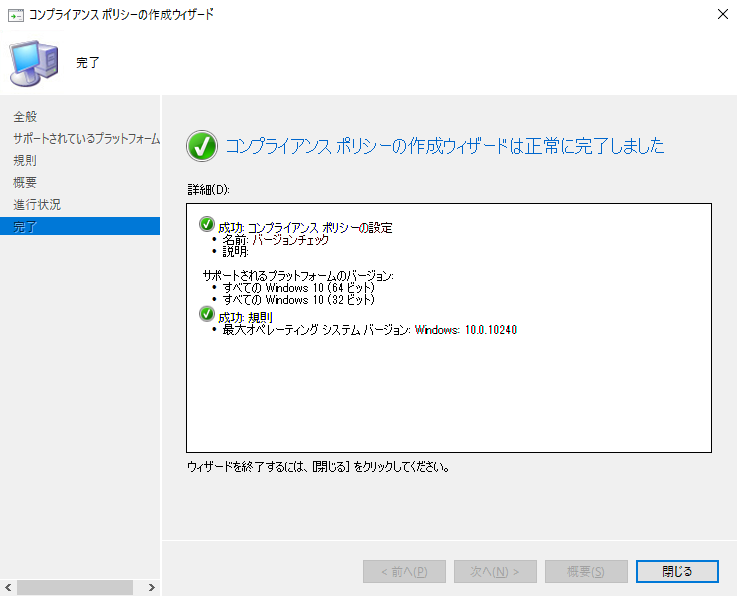 コンプライアンス ポリシーの作成ウィザード
完了
全般
サポートされているプラットフォーム
規則
概要
進行状況
完了
コンプライアンス ポリシーの作成ウィザードは正常に完了しました
詳細(D):
成功: コンプライアンス ポリシーの設定
• 名前: バージョンチェック
• 説明:
サポートされるプラットフォームのバージョン:
• すべての Windows 10 (64 ビット)
• すべての Windows 10 (32 ビット)
成功: 規則
• 最大オペレーティング システム バージョン: Windows: 10.0.10240
ウィザードを終了するには、[閉じる] をクリックしてください。
< 前へ(P)
次へ(N) >
概要(S)
閉じる